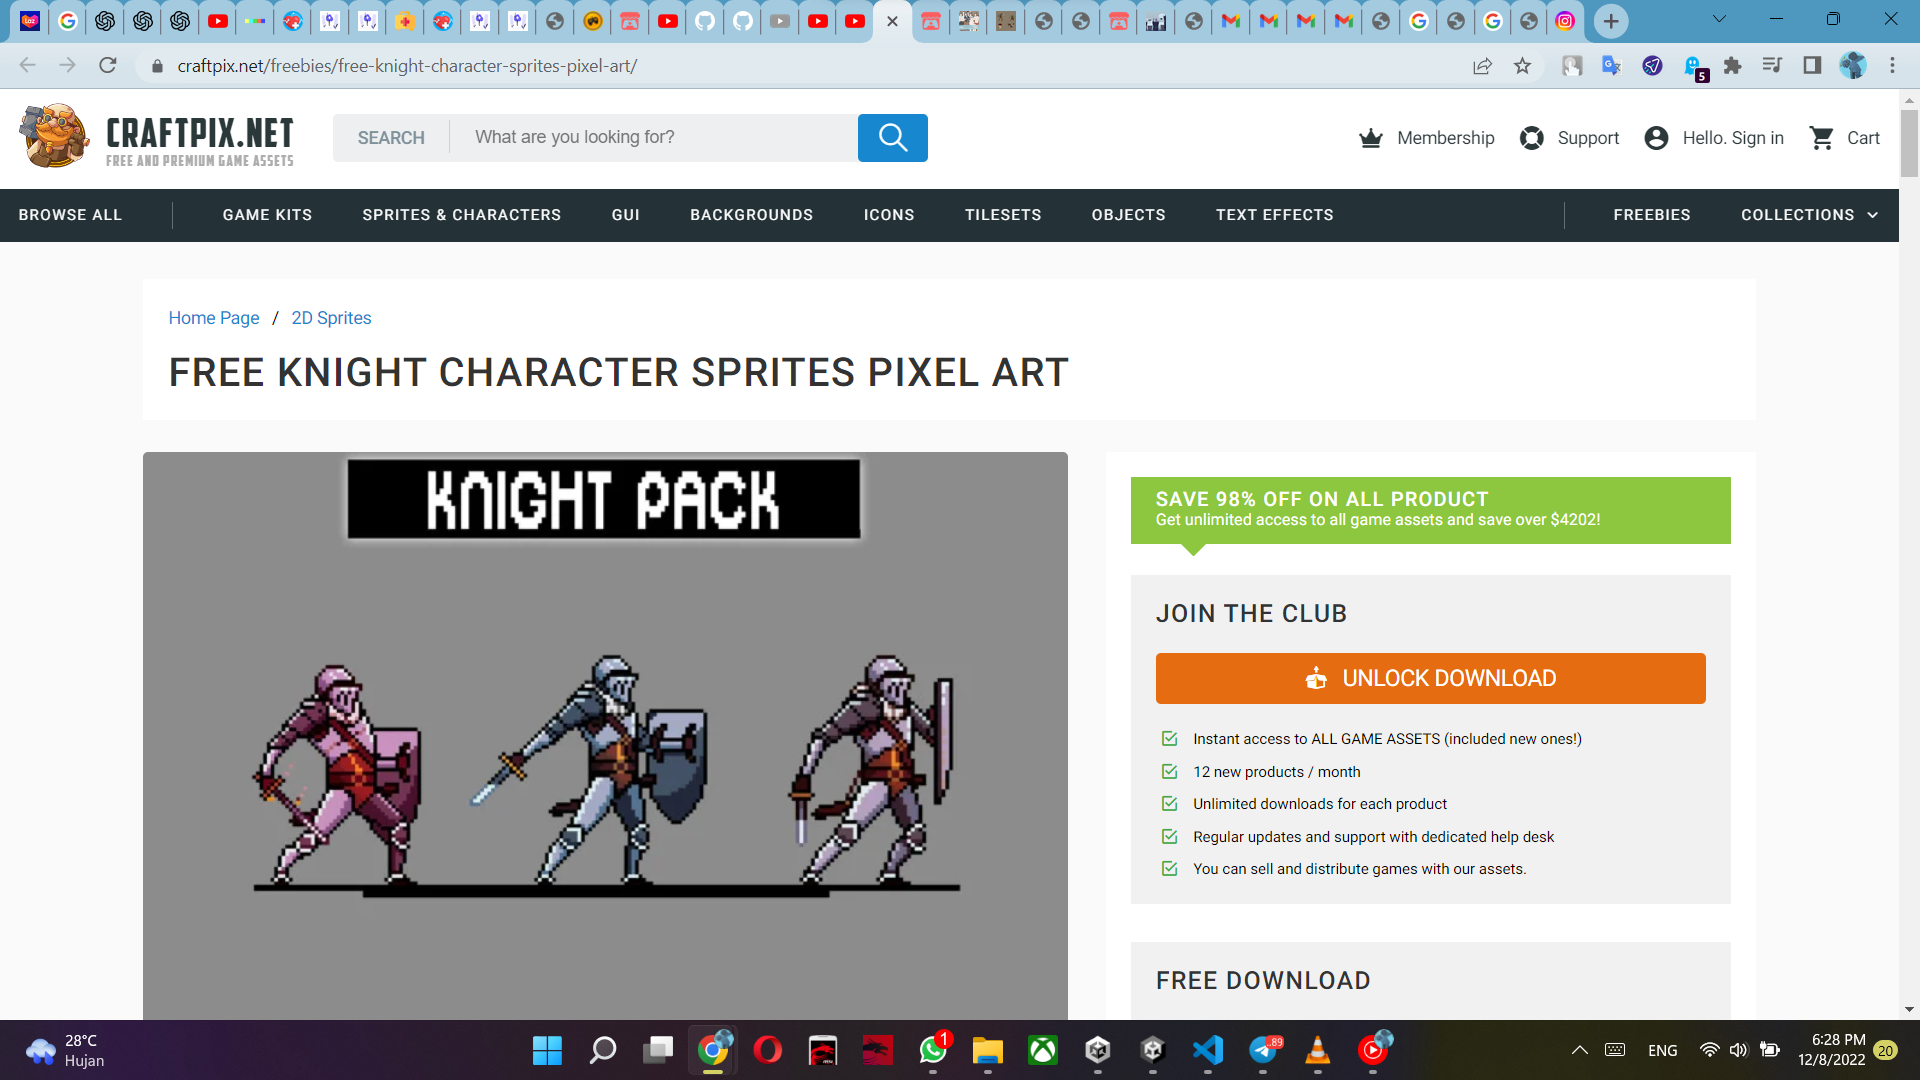 craftpix.net/freebies/free-knight-character-sprites-pixel-art/
5
CRAFTPIX.NET
FREE AND PREMIUM GAME ASSETS
SEARCH
What are you looking for?
Membership
Support
Hello. Sign in
Cart
BROWSE ALL
GAME KITS
SPRITES & CHARACTERS
GUI
BACKGROUNDS
ICONS
TILESETS
OBJECTS
TEXT EFFECTS
FREEBIES
COLLECTIONS
Home Page / 2D Sprites
FREE KNIGHT CHARACTER SPRITES PIXEL ART
KNIGHT PACK
SAVE 98% OFF ON ALL PRODUCT
Get unlimited access to all game assets and save over $4202!
JOIN THE CLUB
UNLOCK DOWNLOAD
Instant access to ALL GAME ASSETS (included new ones!)
12 new products / month
Unlimited downloads for each product
Regular updates and support with dedicated help desk
You can sell and distribute games with our assets.
FREE DOWNLOAD
28°C
Hujan
1
89
ENG
6:28 PM
12/8/2022
20